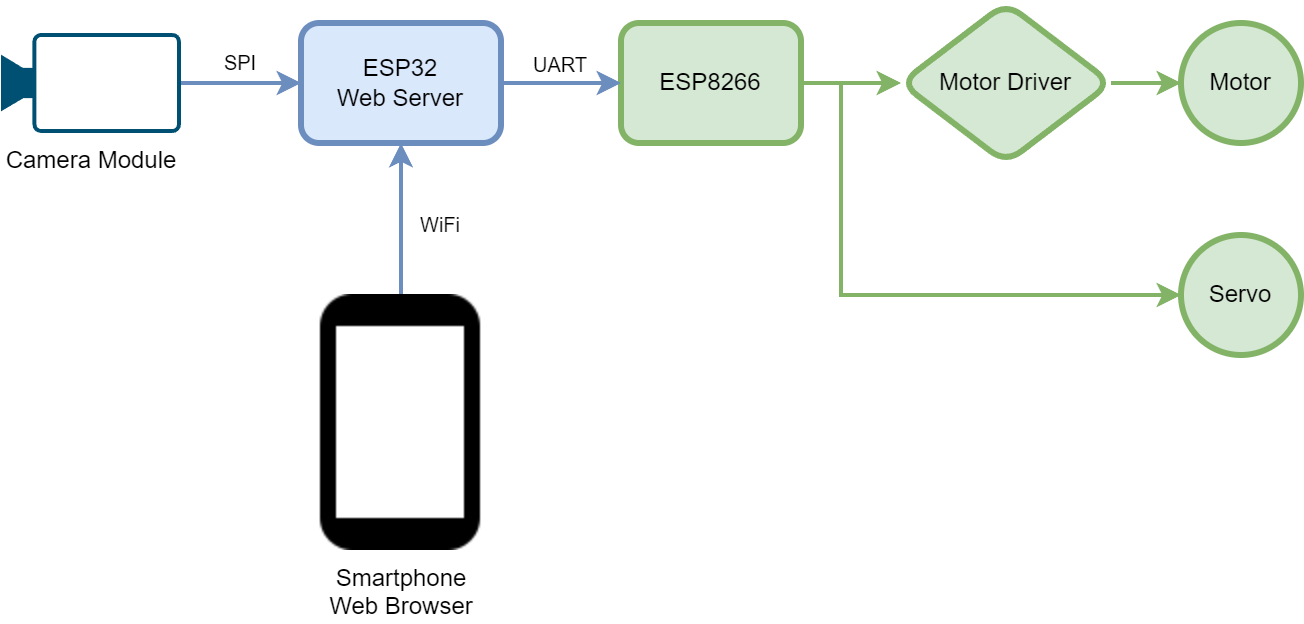 SPI
ESP32
Web Server
UART
ESP8266
Motor Driver
Motor
Camera Module
WiFi
Servo
Smartphone
Web Browser